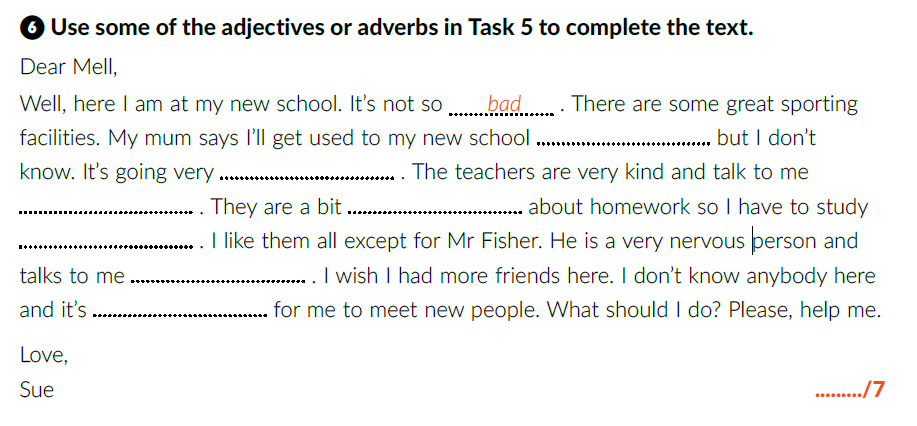 6 Use some of the adjectives or adverbs in Task 5 to complete the text.
Dear Mell,
Well, here I am at my new school. It's not so ......bad...... . There are some great sporting
facilities. My mum says I'll get used to my new school .............................. but I don't
know. It's going very .............................. . The teachers are very kind and talk to me
.............................. . They are a bit .............................. about homework so I have to study
.............................. . I like them all except for Mr Fisher. He is a very nervous person and
talks to me .............................. . I wish I had more friends here. I don't know anybody here
and it's .............................. for me to meet new people. What should I do? Please, help me.
Love,
Sue
........./7